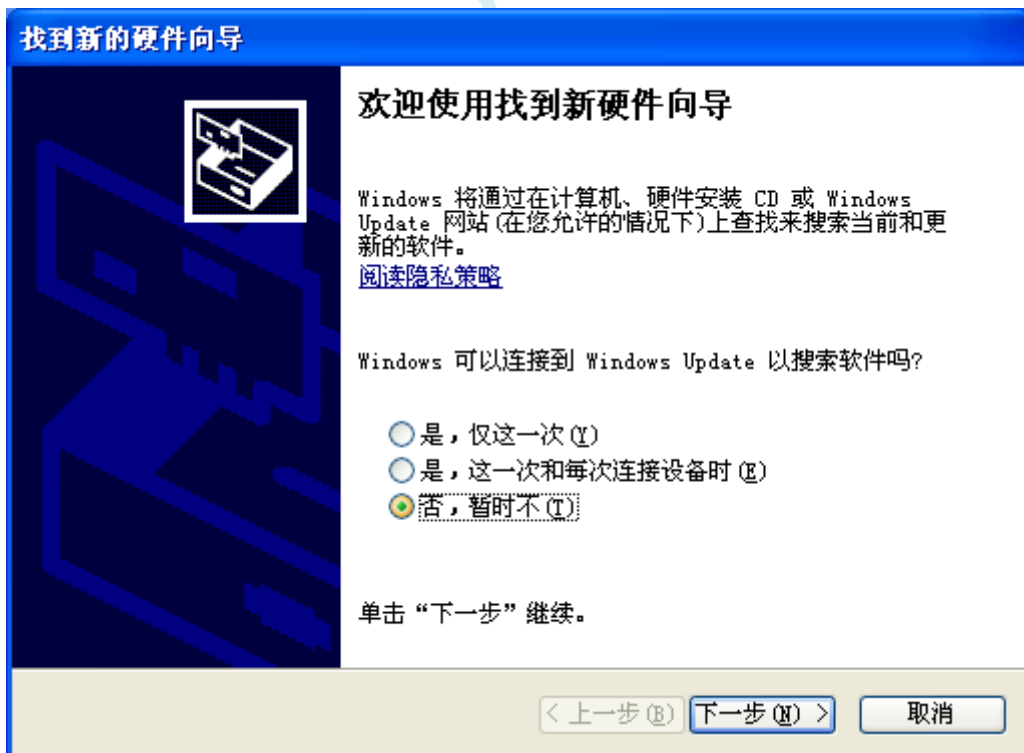 找到新的硬件向导
欢迎使用找到新硬件向导
Windows 将通过在计算机、硬件安装 CD 或 Windows
Update 网站(在您允许的情况下)上查找来搜索当前和更
新的软件。
阅读隐私策略
Windows 可以连接到 Windows Update 以搜索软件吗?
是，仅这一次(Y)
是，这一次和每次连接设备时(E)
否，暂时不(T)
单击“下一步”继续。
< 上一步(B) 下一步(N) > 取消